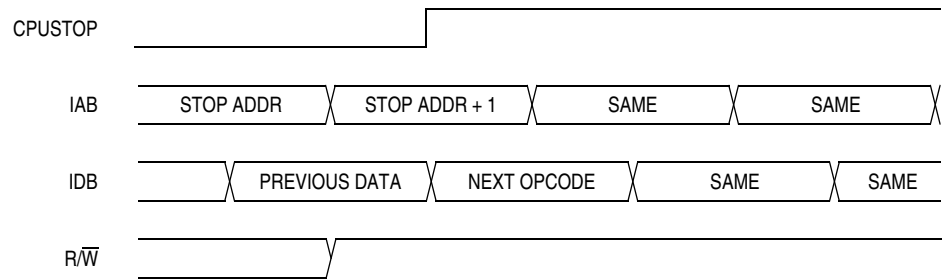 CPUSTOP
IAB STOP ADDR STOP ADDR + 1 SAME SAME
IDB PREVIOUS DATA NEXT OPCODE SAME SAME
R/W̅